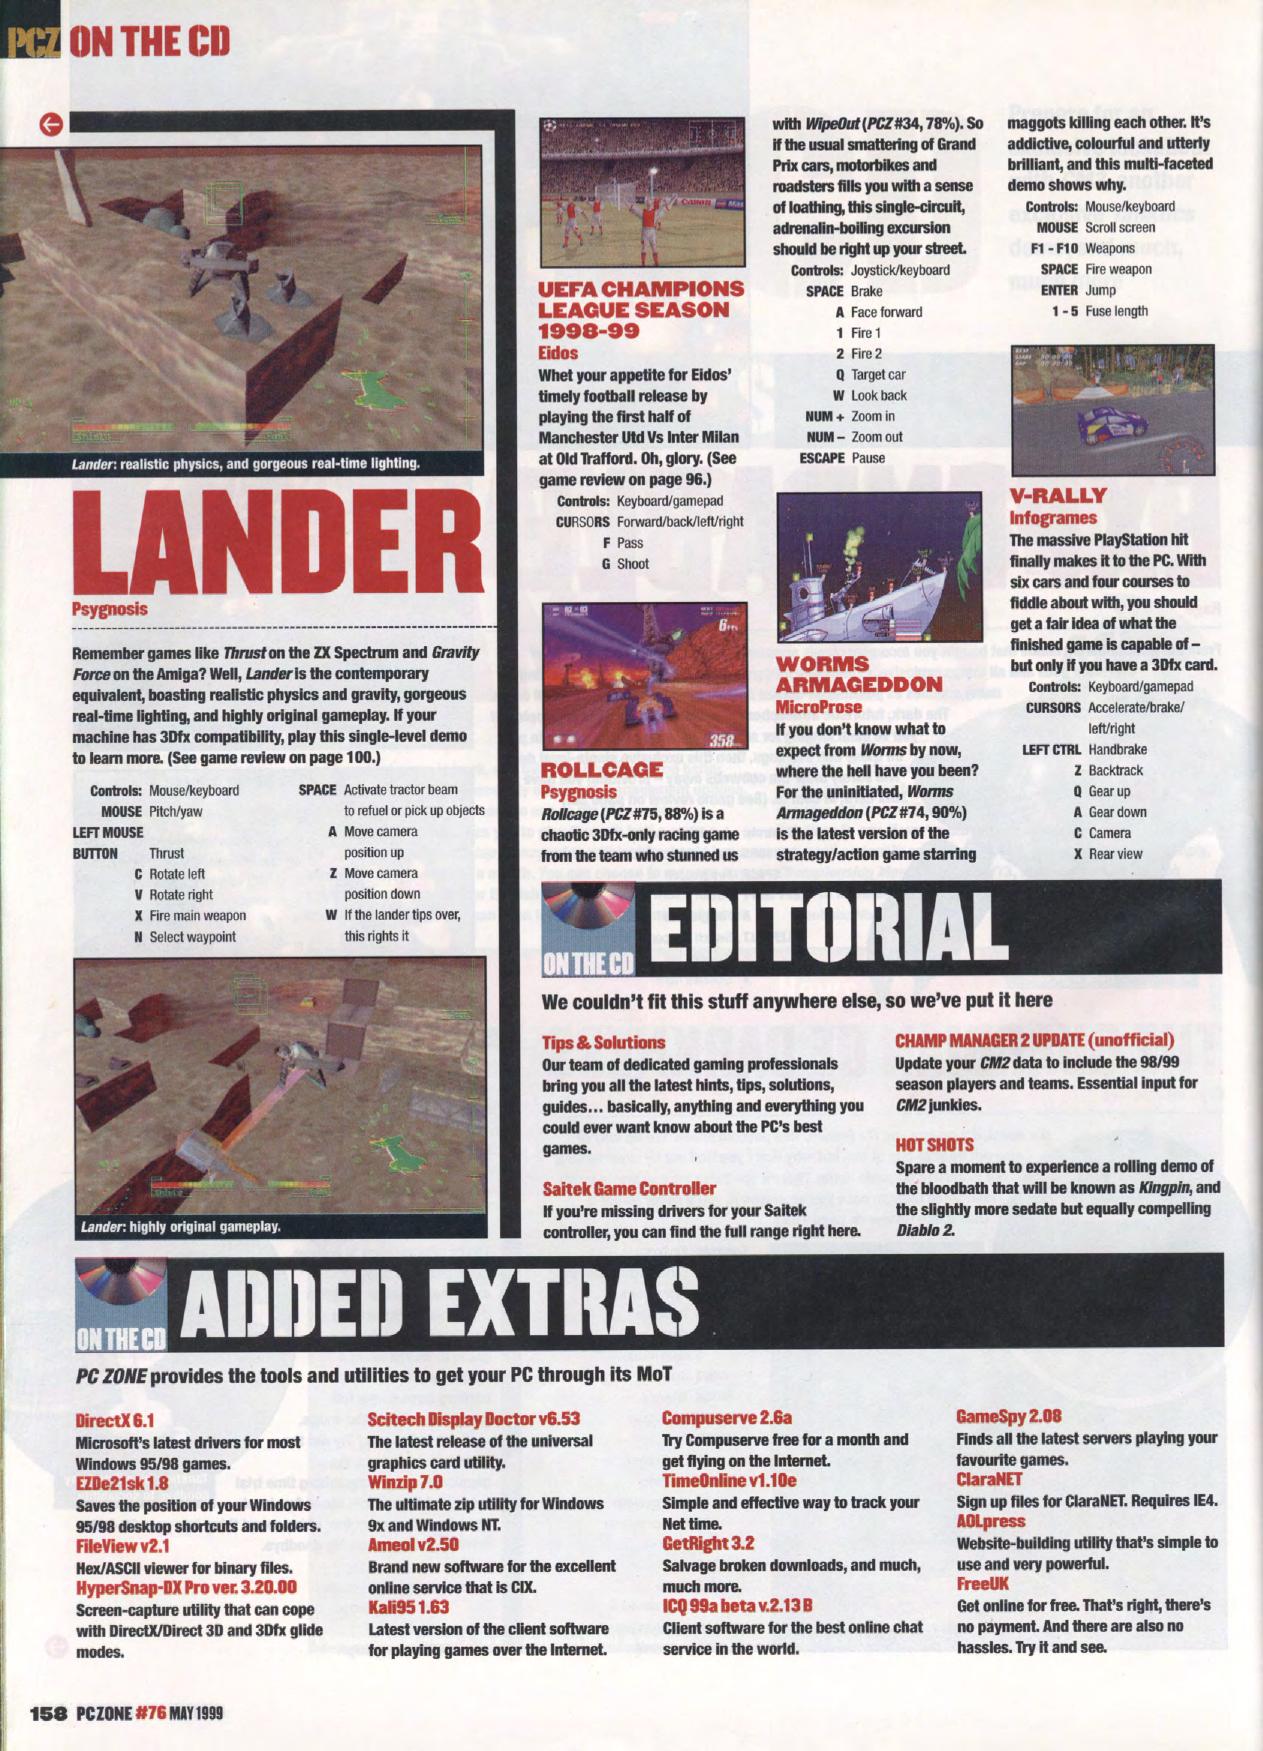 PCZ ON THE CD
Lander: realistic physics, and gorgeous real-time lighting.
LANDER
Psygnosis
Remember games like Thrust on the ZX Spectrum and Gravity
Force on the Amiga? Well, Lander is the contemporary
equivalent, boasting realistic physics and gravity, gorgeous
real-time lighting, and highly original gameplay. If your
machine has 3Dfx compatibility, play this single-level demo
to learn more. (See game review on page 100.)
Controls: Mouse/keyboard
MOUSE Pitch/yaw
LEFT MOUSE
BUTTON Thrust
C Rotate left
V Rotate right
X Fire main weapon
N Select waypoint
SPACE Activate tractor beam
to refuel or pick up objects
A Move camera
position up
Z Move camera
position down
W If the lander tips over,
this rights it
Lander: highly original gameplay.
UEFA CHAMPIONS
LEAGUE SEASON
1998-99
Eidos
Whet your appetite for Eidos'
timely football release by
playing the first half of
Manchester Utd Vs Inter Milan
at Old Trafford. Oh, glory. (See
game review on page 96.)
Controls: Keyboard/gamepad
CURSORS Forward/back/left/right
F Pass
G Shoot
358
ROLLCAGE
Psygnosis
Rollcage (PCZ #75, 88%) is a
chaotic 3Dfx-only racing game
from the team who stunned us
with WipeOut (PCZ #34, 78%). So
if the usual smattering of Grand
Prix cars, motorbikes and
roadsters fills you with a sense
of loathing, this single-circuit,
adrenalin-boiling excursion
should be right up your street.
Controls: Joystick/keyboard
SPACE Brake
A Face forward
1 Fire 1
2 Fire 2
Q Target car
W Look back
NUM + Zoom in
NUM – Zoom out
ESCAPE Pause
WORMS
ARMAGEDDON
MicroProse
If you don't know what to
expect from Worms by now,
where the hell have you been?
For the uninitiated, Worms
Armageddon (PCZ #74, 90%)
is the latest version of the
strategy/action game starring
maggots killing each other. It's
addictive, colourful and utterly
brilliant, and this multi-faceted
demo shows why.
Controls: Mouse/keyboard
MOUSE Scroll screen
F1 - F10 Weapons
SPACE Fire weapon
ENTER Jump
1 - 5 Fuse length
V-RALLY
Infogrames
The massive PlayStation hit
finally makes it to the PC. With
six cars and four courses to
fiddle about with, you should
get a fair idea of what the
finished game is capable of –
but only if you have a 3Dfx card.
Controls: Keyboard/gamepad
CURSORS Accelerate/brake/
left/right
LEFT CTRL Handbrake
Z Backtrack
Q Gear up
A Gear down
C Camera
X Rear view
ON THE CD
EDITORIAL
We couldn't fit this stuff anywhere else, so we've put it here
Tips & Solutions
Our team of dedicated gaming professionals
bring you all the latest hints, tips, solutions,
guides... basically, anything and everything you
could ever want know about the PC's best
games.
Saitek Game Controller
If you're missing drivers for your Saitek
controller, you can find the full range right here.
CHAMP MANAGER 2 UPDATE (unofficial)
Update your CM2 data to include the 98/99
season players and teams. Essential input for
CM2 junkies.
HOT SHOTS
Spare a moment to experience a rolling demo of
the bloodbath that will be known as Kingpin, and
the slightly more sedate but equally compelling
Diablo 2.
ON THE CD
ADDED EXTRAS
PC ZONE provides the tools and utilities to get your PC through its MoT
DirectX 6.1
Microsoft's latest drivers for most
Windows 95/98 games.
EZDe21sk 1.8
Saves the position of your Windows
95/98 desktop shortcuts and folders.
FileView v2.1
Hex/ASCII viewer for binary files.
HyperSnap-DX Pro ver. 3.20.00
Screen-capture utility that can cope
with DirectX/Direct 3D and 3Dfx glide
modes.
Scitech Display Doctor v6.53
The latest release of the universal
graphics card utility.
Winzip 7.0
The ultimate zip utility for Windows
9x and Windows NT.
Ameol v2.50
Brand new software for the excellent
online service that is CIX.
Kali95 1.63
Latest version of the client software
for playing games over the Internet.
Compuserve 2.6a
Try Compuserve free for a month and
get flying on the Internet.
TimeOnline v1.10e
Simple and effective way to track your
Net time.
GetRight 3.2
Salvage broken downloads, and much,
much more.
ICQ 99a beta v.2.13 B
Client software for the best online chat
service in the world.
GameSpy 2.08
Finds all the latest servers playing your
favourite games.
ClaraNET
Sign up files for ClaraNET. Requires IE4.
AOLpress
Website-building utility that's simple to
use and very powerful.
FreeUK
Get online for free. That's right, there's
no payment. And there are also no
hassles. Try it and see.
158 PCZONE #76 MAY 1999